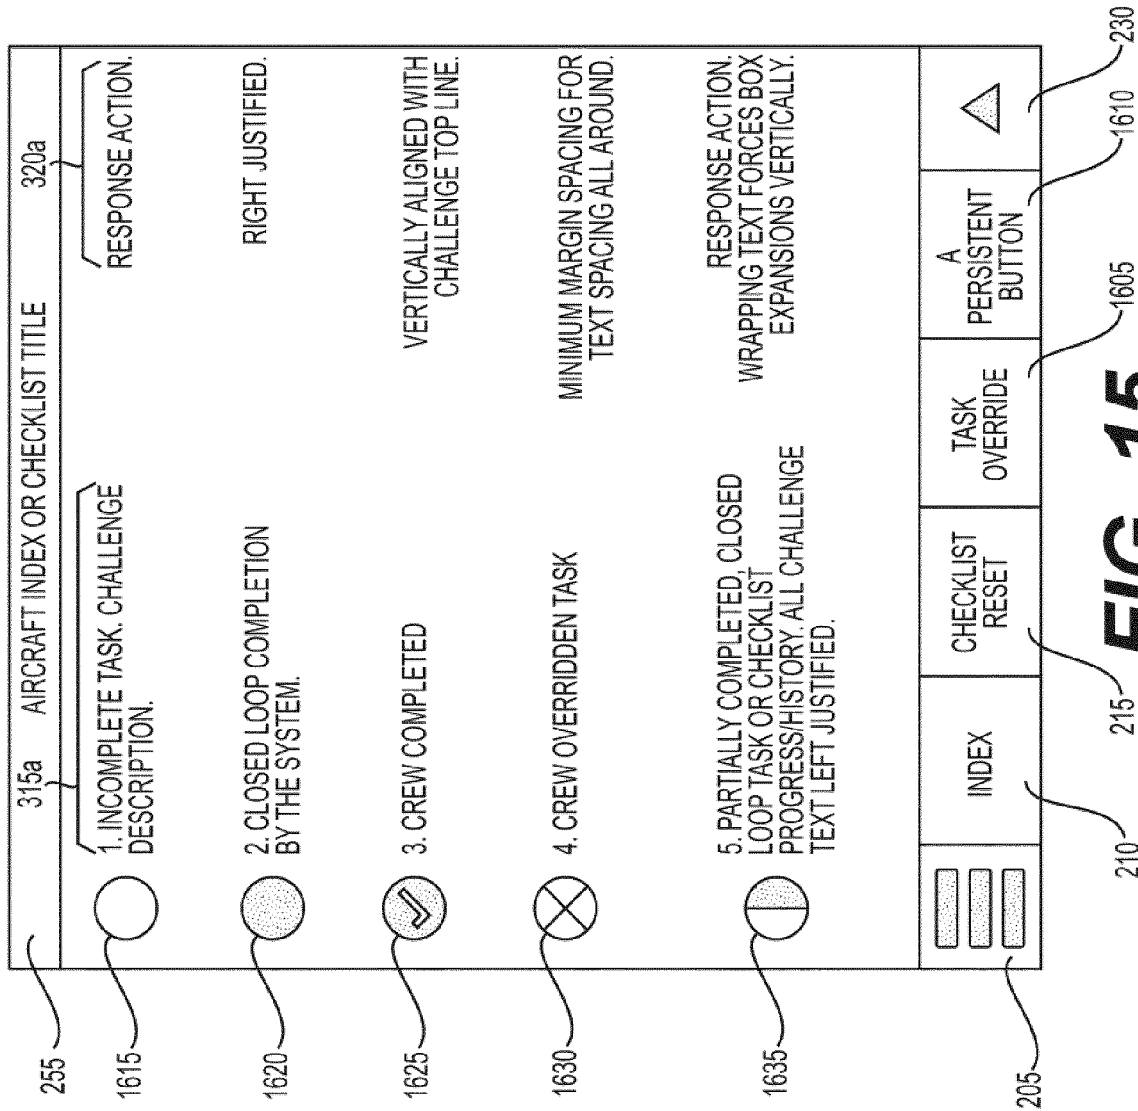 255
AIRCRAFT INDEX OR CHECKLIST TITLE
315a
320a
1615
1. INCOMPLETE TASK. CHALLENGE
DESCRIPTION.
RESPONSE ACTION.
1620
2. CLOSED LOOP COMPLETION
BY THE SYSTEM.
RIGHT JUSTIFIED.
1625
3. CREW COMPLETED
VERTICALLY ALIGNED WITH
CHALLENGE TOP LINE.
1630
4. CREW OVERRIDDEN TASK
MINIMUM MARGIN SPACING FOR
TEXT SPACING ALL AROUND.
1635
5. PARTIALLY COMPLETED, CLOSED
LOOP TASK OR CHECKLIST
PROGRESS/HISTORY. ALL CHALLENGE
TEXT LEFT JUSTIFIED.
RESPONSE ACTION.
WRAPPING TEXT FORCES BOX
EXPANSIONS VERTICALLY.
INDEX
CHECKLIST
RESET
TASK
OVERRIDE
A
PERSISTENT
BUTTON
205
210
215
1605
1610
230
FIG. 15